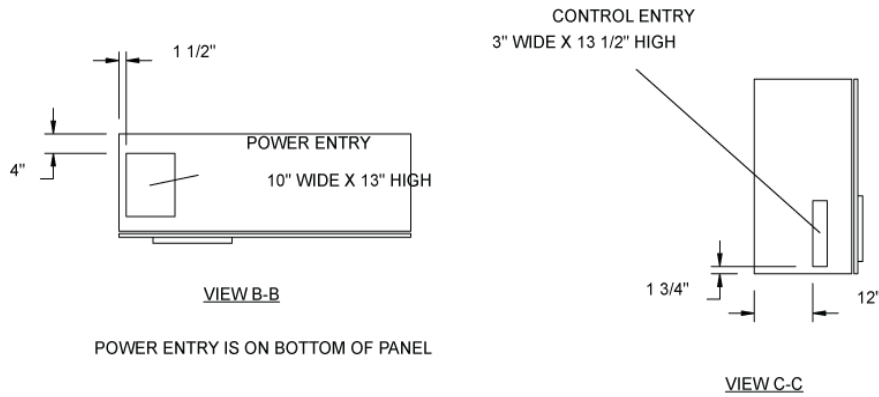 1 1/2"
4"
POWER ENTRY
10" WIDE X 13" HIGH
VIEW B-B
POWER ENTRY IS ON BOTTOM OF PANEL
CONTROL ENTRY
3" WIDE X 13 1/2" HIGH
1 3/4"
12"
VIEW C-C